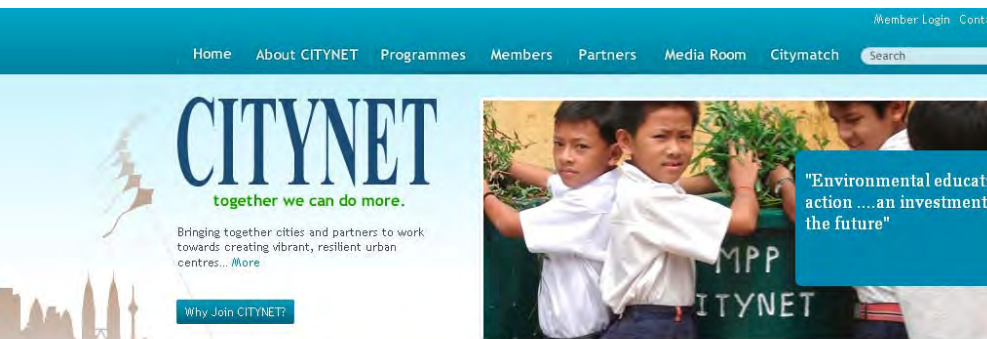 Member Login
Home About CITYNET Programmes Members Partners Media Room Citymatch Search
CITYNET
together we can do more.
Bringing together cities and partners to work
towards creating vibrant, resilient urban
centres... More
Why Join CITYNET?
"Environmental
action ....an investment
the future"
MPP
ITYNET